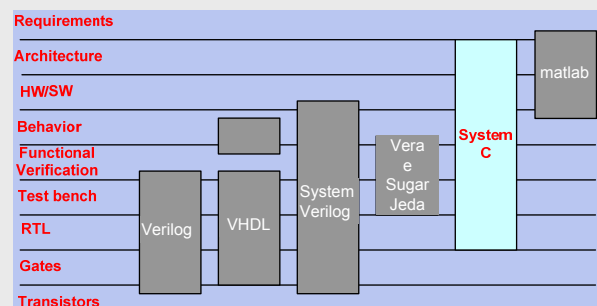 Requirements
Architecture
HW/SW
Behavior
Functional
Verification
Test bench
RTL
Gates
Transistors
Verilog
VHDL
System
Verilog
Vera
e
Sugar
Jeda
System
C
matlab